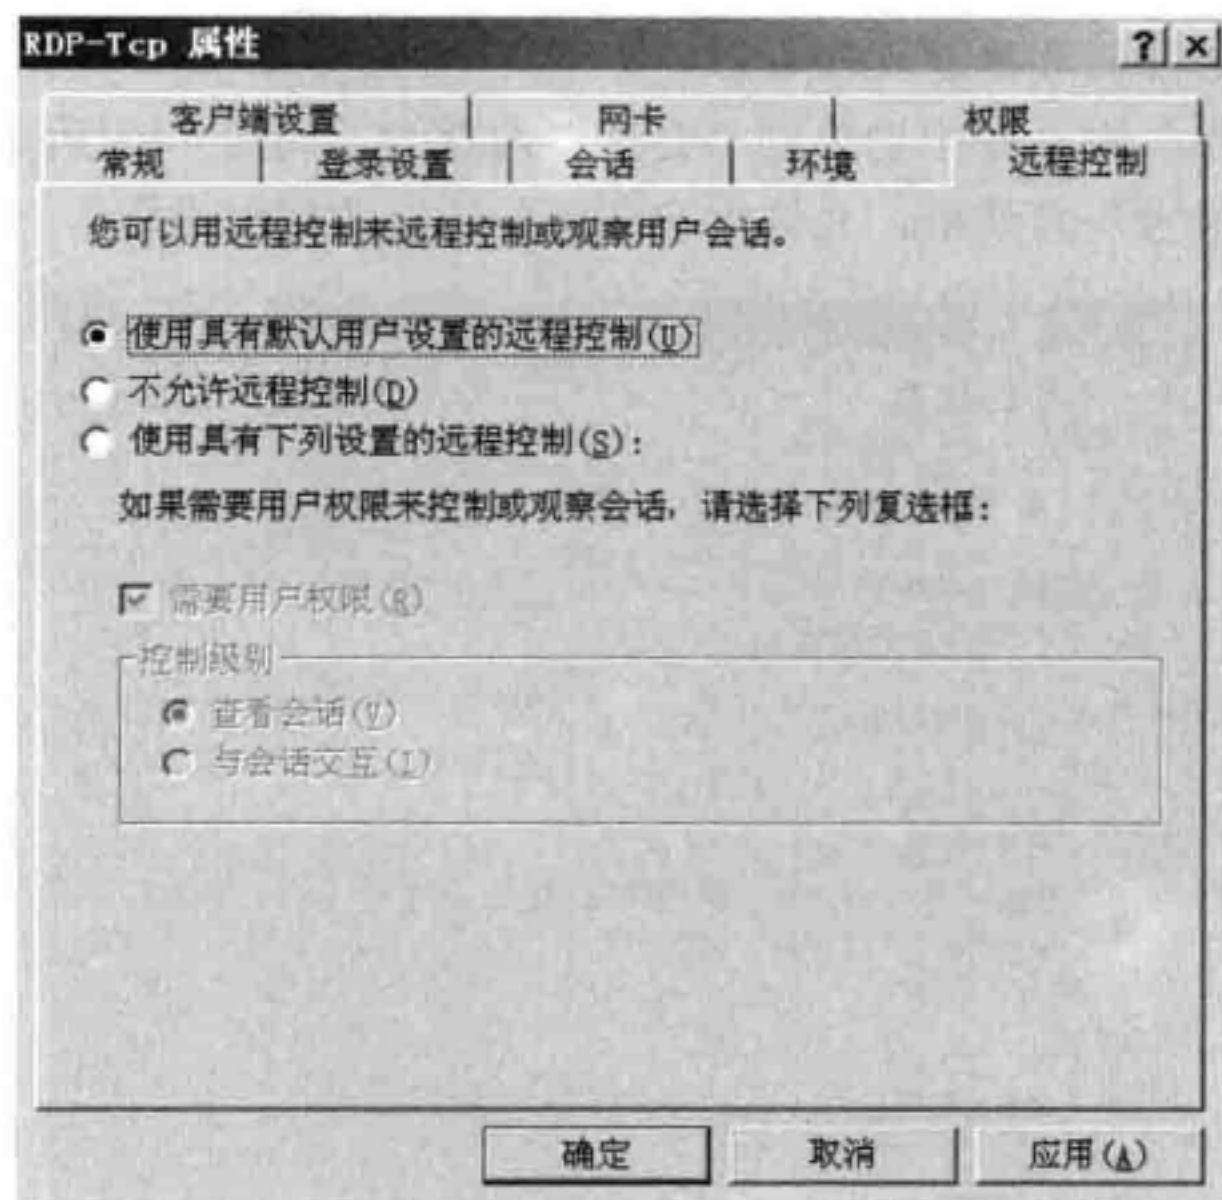 RDP-Tcp 属性
客户端设置 网卡 权限
常规 登录设置 会话 环境 远程控制
您可以用远程控制来远程控制或观察用户会话。
使用具有默认用户设置的远程控制(U)
不允许远程控制(D)
使用具有下列设置的远程控制(S):
如果需要用户权限来控制或观察会话，请选择下列复选框:
需要用户权限(R)
控制级别
查看会话(V)
与会话交互(I)
确定 取消 应用(A)